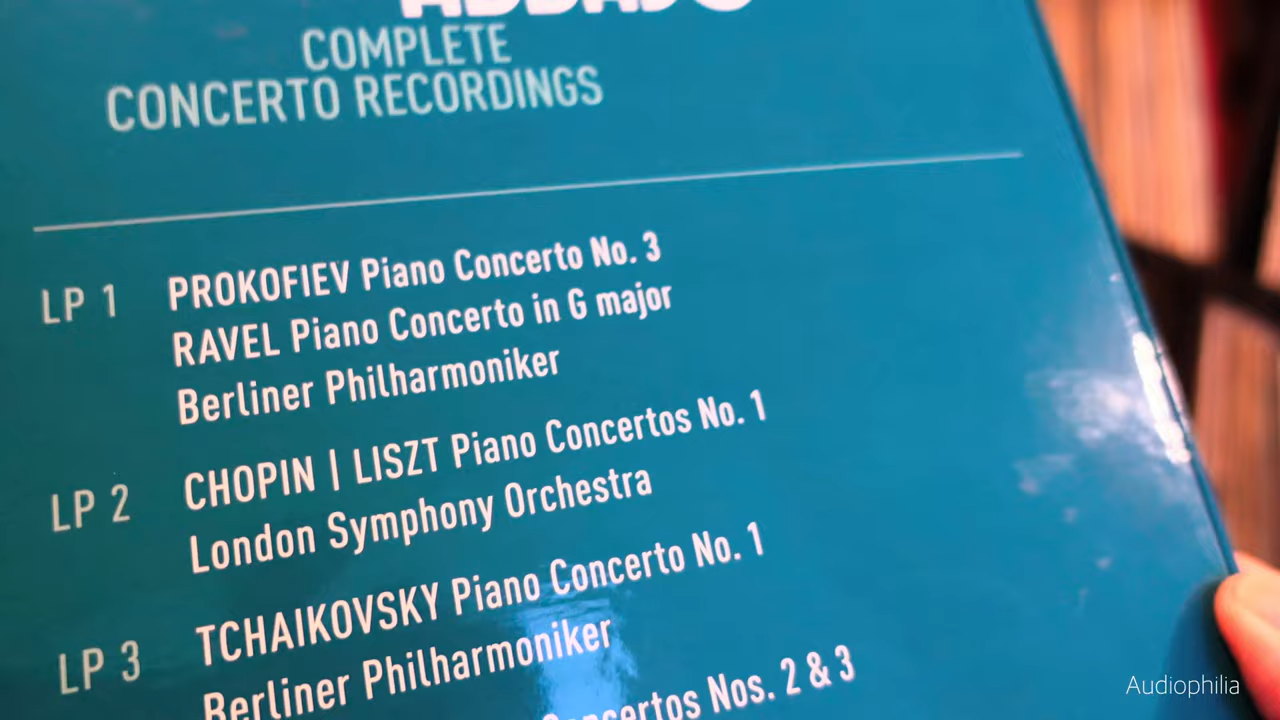 COMPLETE
CONCERTO RECORDINGS
LP 1 PROKOFIEV Piano Concerto No. 3
RAVEL Piano Concerto in G major
Berliner Philharmoniker
LP 2 CHOPIN | LISZT Piano Concertos No. 1
London Symphony Orchestra
LP 3 TCHAIKOVSKY Piano Concerto No. 1
Berliner Philharmoniker
Concertos Nos. 2 & 3
Audiophilia